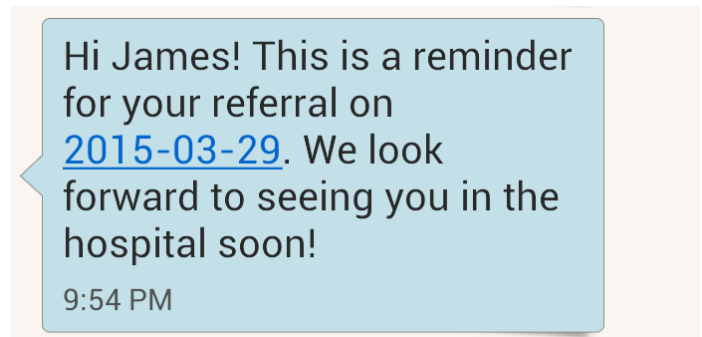 Hi James! This is a reminder
for your referral on
2015-03-29. We look
forward to seeing you in the
hospital soon!
9:54 PM